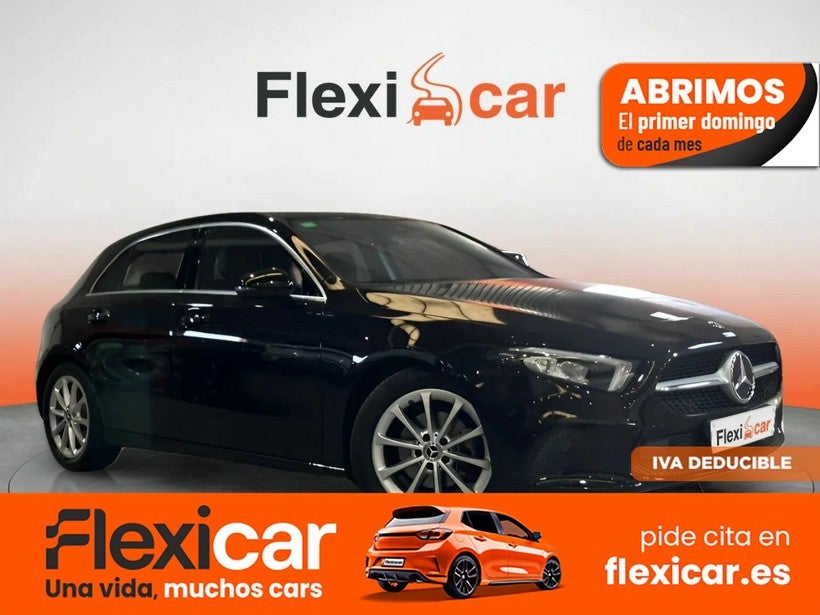 Flexicar
ABRIMOS
El primer domingo
de cada mes
Flexicar
IVA DEDUCIBLE
Flexicar
Una vida, muchos cars
pide cita en
flexicar.es